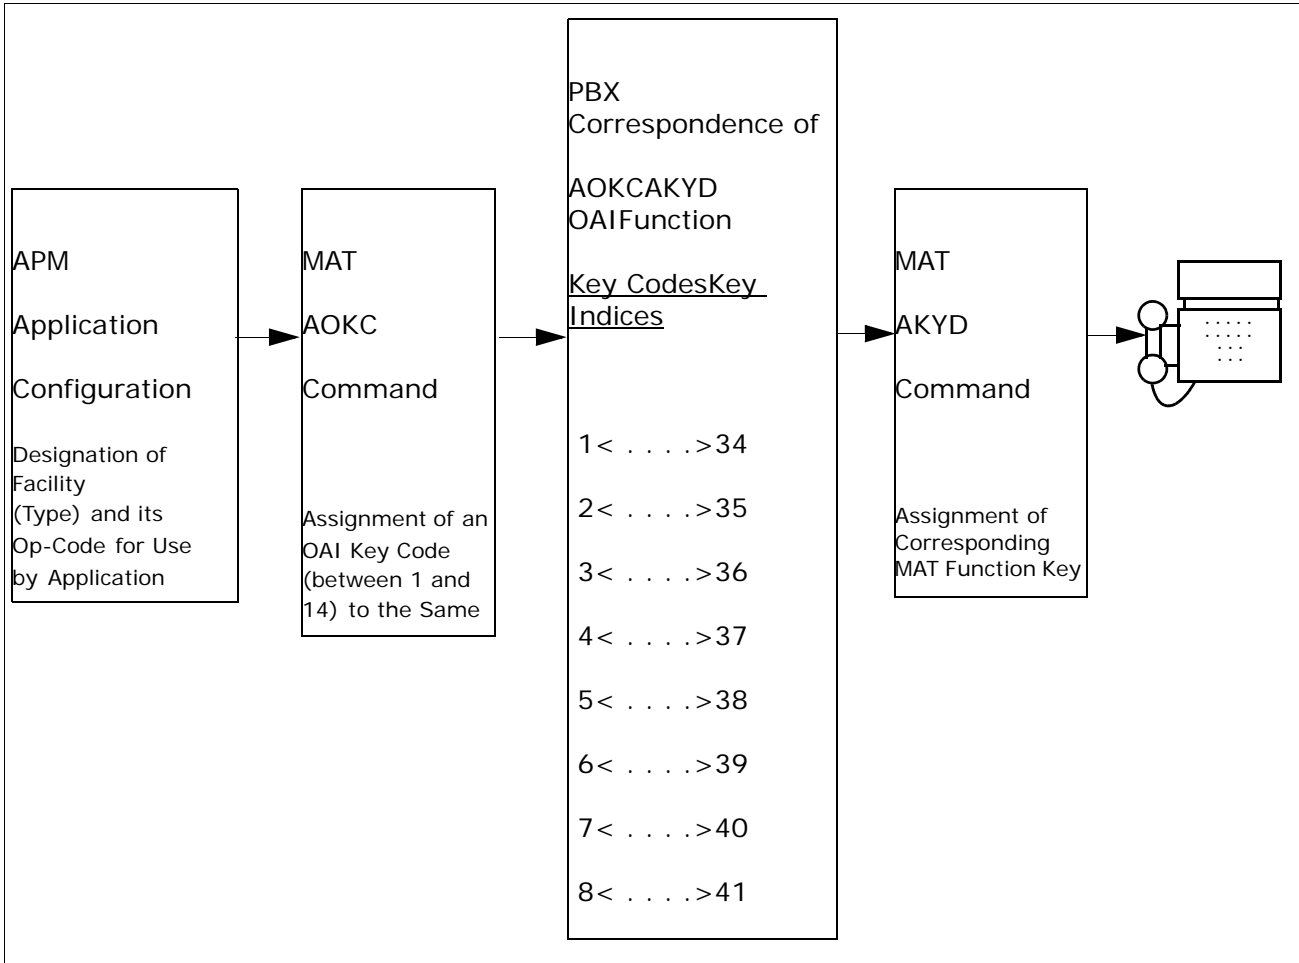 APM
Application
Configuration
Designation of
Facility
(Type) and its
Op-Code for Use
by Application
MAT
AOKC
Command
Assignment of an
OAI Key Code
(between 1 and
14) to the Same
PBX
Correspondence of
AOKCAKYD
OAIFunction
Key CodesKey
Indices
1< . . . .>34
2< . . . .>35
3< . . . .>36
4< . . . .>37
5< . . . .>38
6< . . . .>39
7< . . . .>40
8< . . . .>41
MAT
AKYD
Command
Assignment of
Corresponding
MAT Function Key